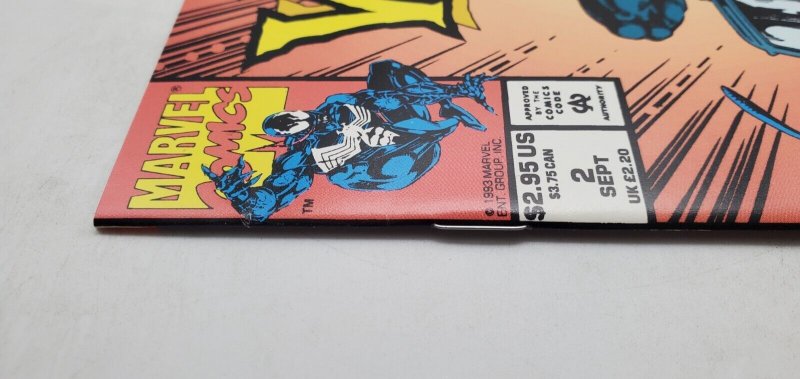 MARVEL®
COMICS
TM
© 1993 MARVEL
ENT. GROUP, INC.
$2.95 US
$3.75 CAN
2
SEPT
UK £2.20
APPROVED
BY THE
COMICS
CODE
CA
AUTHORITY